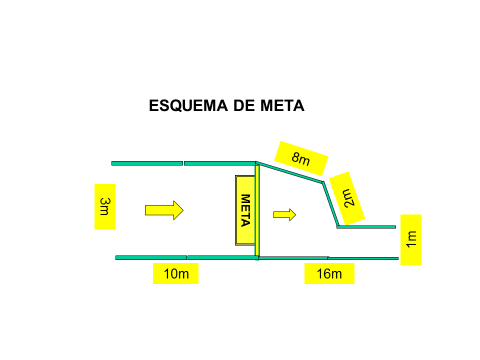 ESQUEMA DE META
8m
2m
3m
META
1m
10m
16m